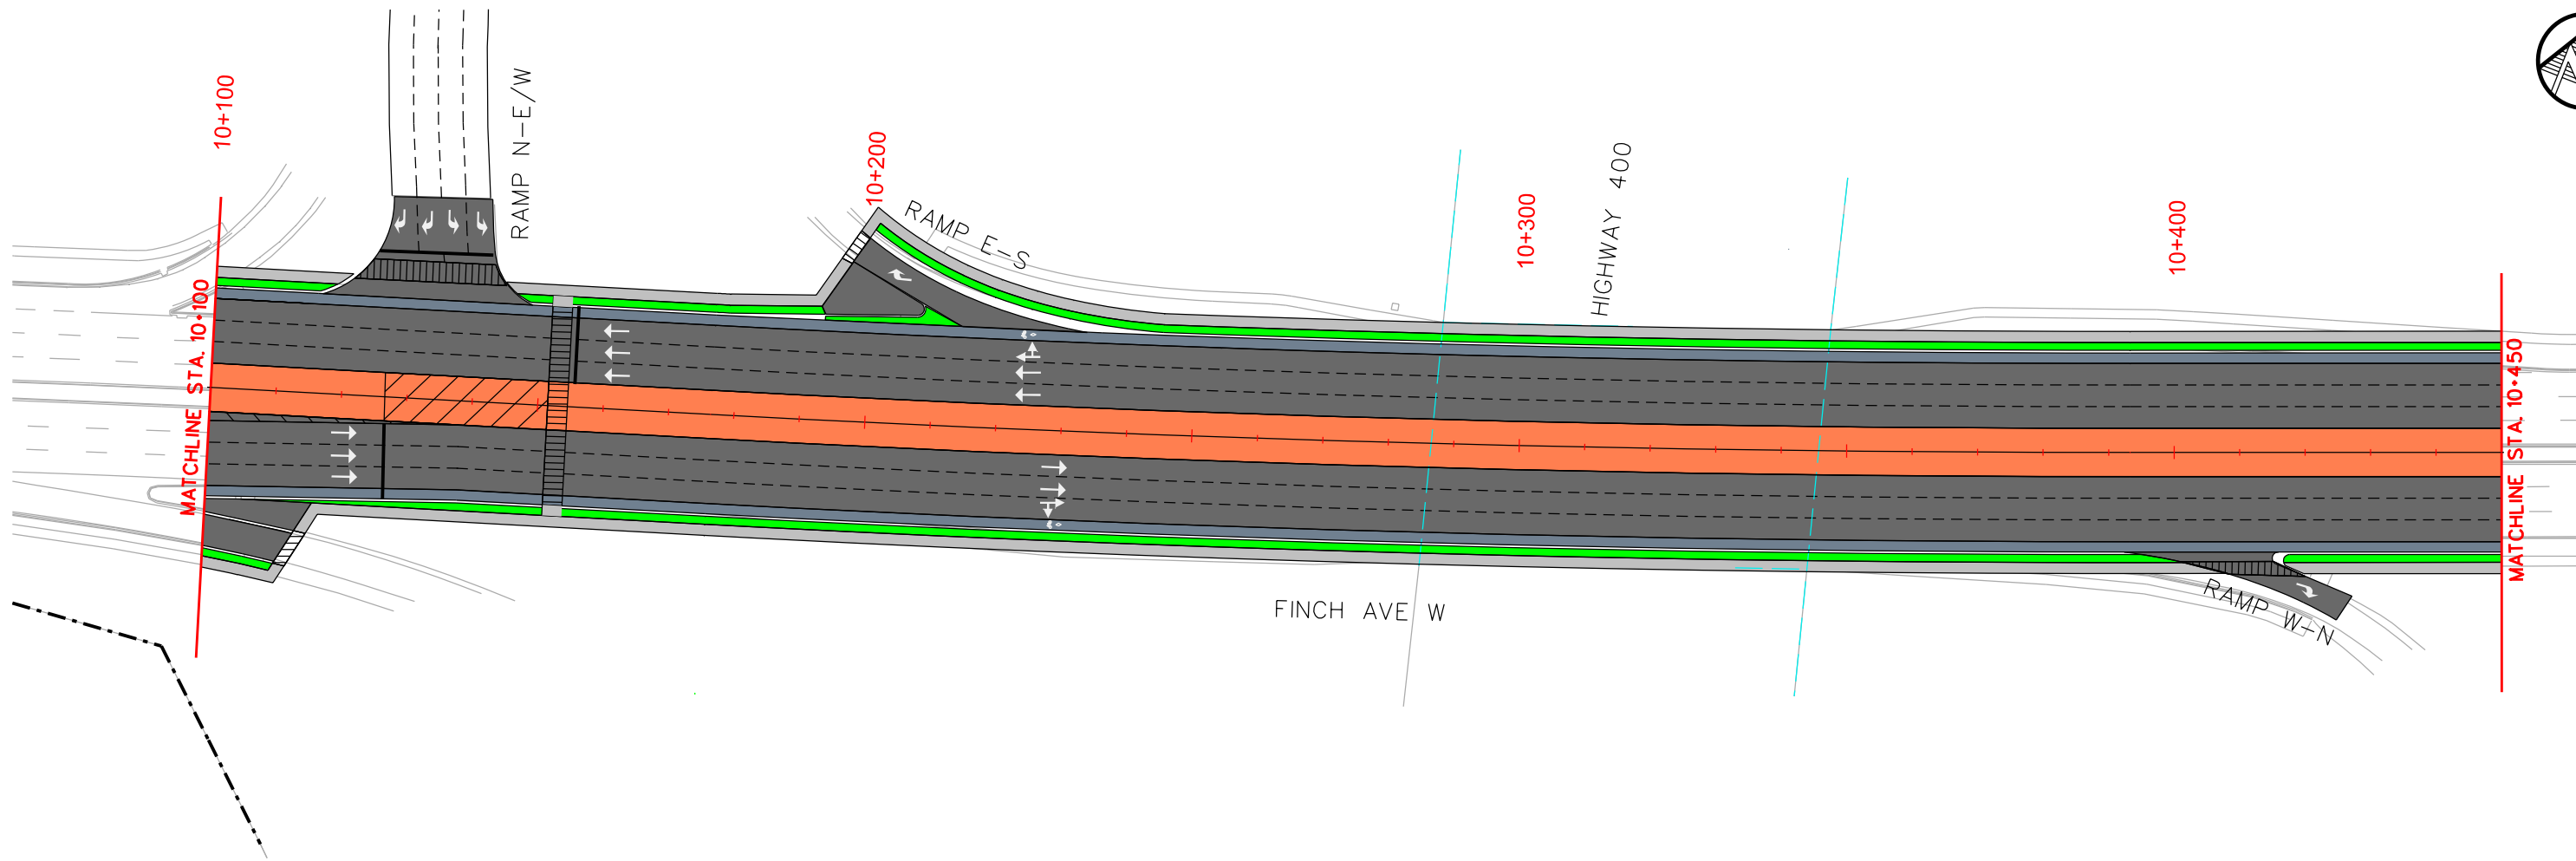 10+100
RAMP N-E/W
10+200
RAMP E-S
10+300
HIGHWAY 400
10+400
MATCHLINE STA. 10+100
MATCHLINE STA. 10+450
FINCH AVE W
RAMP W-N